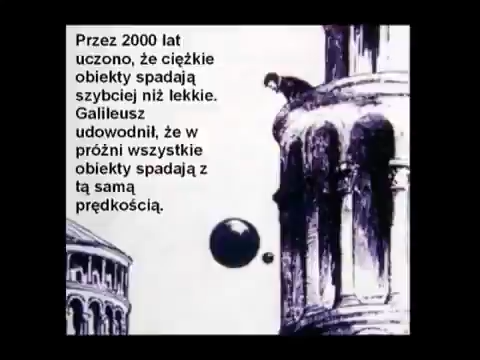 Przez 2000 lat
uczono, że ciężkie
obiekty spadają
szybciej niż lekkie.
Galileusz
udowodnił, że w
próżni wszystkie
obiekty spadają z
tą samą
prędkością.